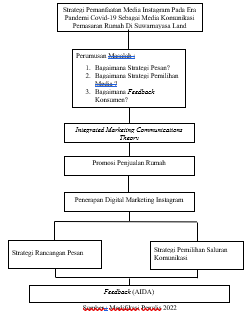 Strategi Pemanfaatan Media Instagram Pada Era
Pandemi Covid-19 Sebagai Media Komunikasi
Pemasaran Rumah Di Suwarnayasa Land
Perumusan Masalah :
1. Bagaimana Strategi Pesan?
2. Bagaimana Strategi Pemilihan
Media ?
3. Bagaimana Feedback
Konsumen?
Integrated Marketing Communications
Theory
Promosi Penjualan Rumah
Penerapan Digital Marketing Instagram
Strategi Rancangan Pesan
Strategi Pemilihan Saluran
Komunikasi
Feedback (AIDA)
Sumber : Modifikasi Penulis 2022